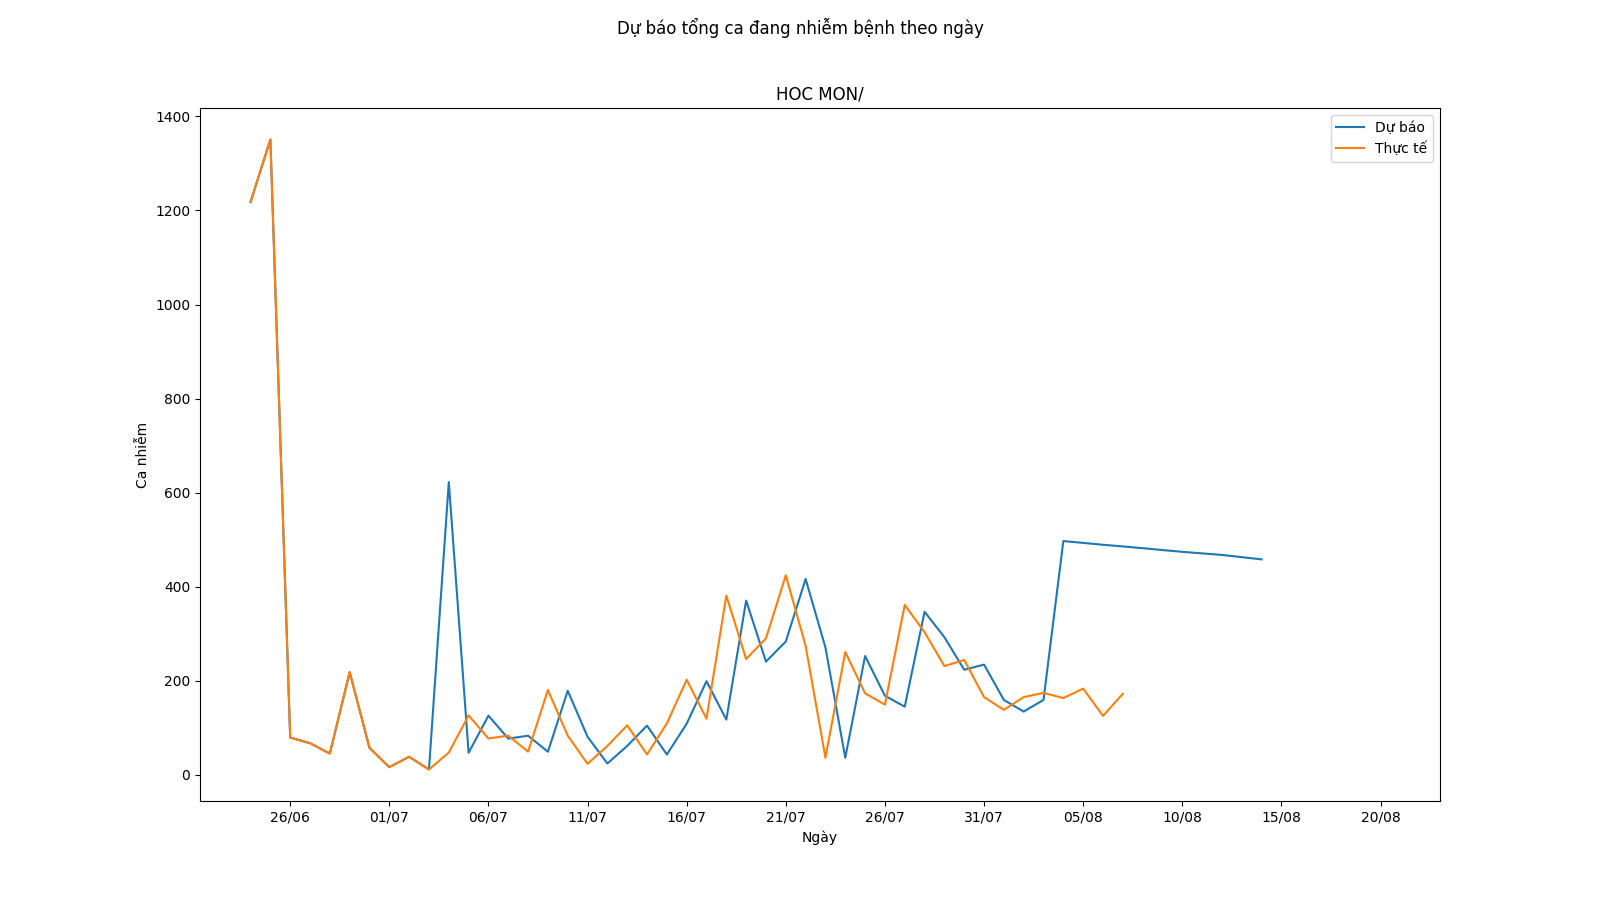 Dự báo tổng ca đang nhiễm bệnh theo ngày
HOC MON/
Dự báo
Thực tế
1400
1200
1000
800
600
400
200
0
Ca nhiễm
26/06 01/07 06/07 11/07 16/07 21/07 26/07 31/07 05/08 10/08 15/08 20/08
Ngày